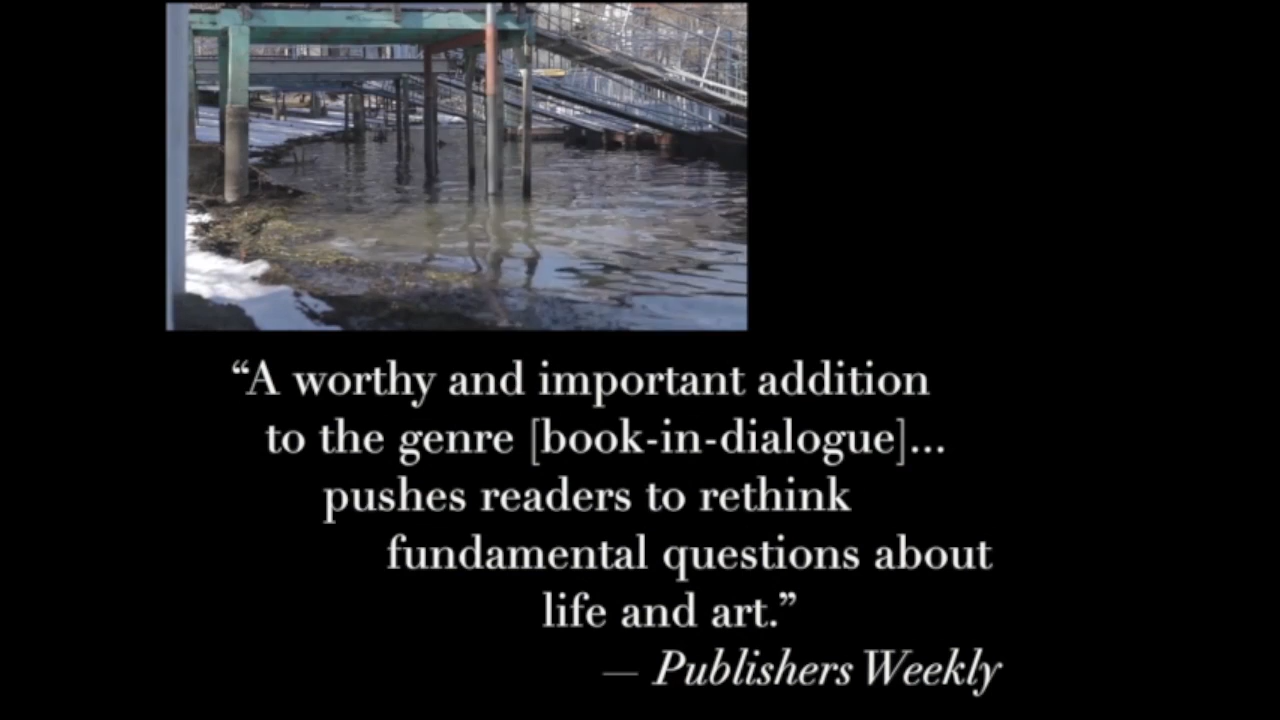 “A worthy and important addition
to the genre [book-in-dialogue]...
pushes readers to rethink
fundamental questions about
life and art.”
— Publishers Weekly